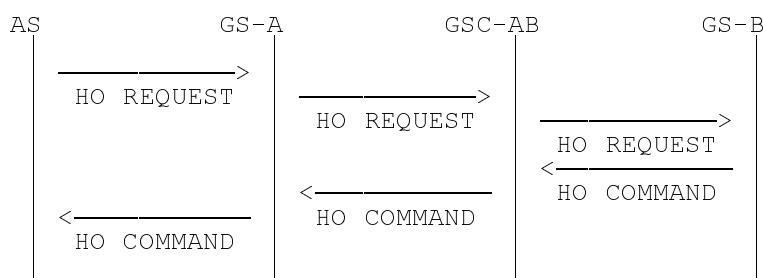 AS GS-A GSC-AB GS-B
HO REQUEST
HO REQUEST
HO REQUEST
HO COMMAND
HO COMMAND
HO COMMAND